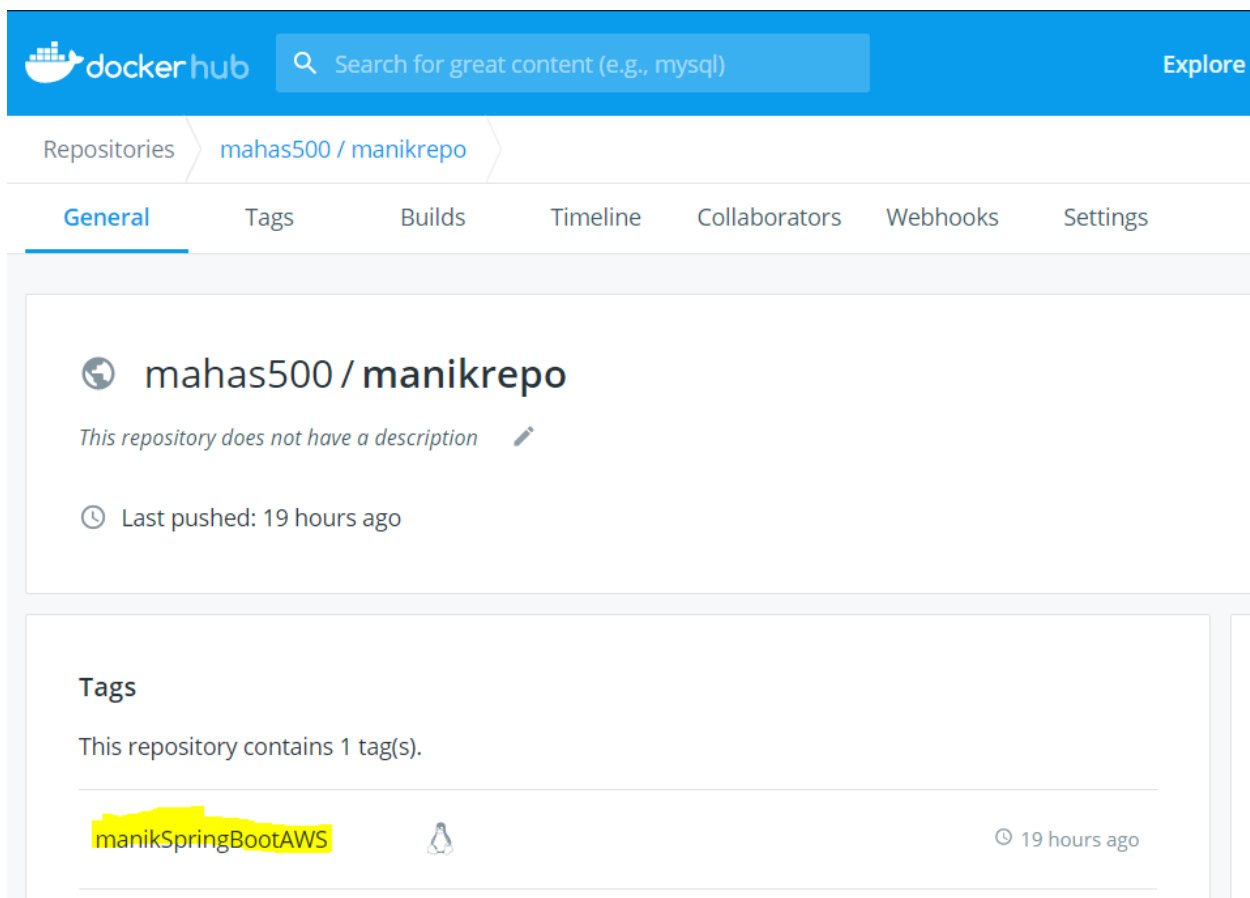 dockerhub Search for great content (e.g., mysql) Explore
Repositories mahas500 / manikrepo
General Tags Builds Timeline Collaborators Webhooks Settings
mahas500 / manikrepo
This repository does not have a description
Last pushed: 19 hours ago
Tags
This repository contains 1 tag(s).
manikSpringBootAWS 19 hours ago